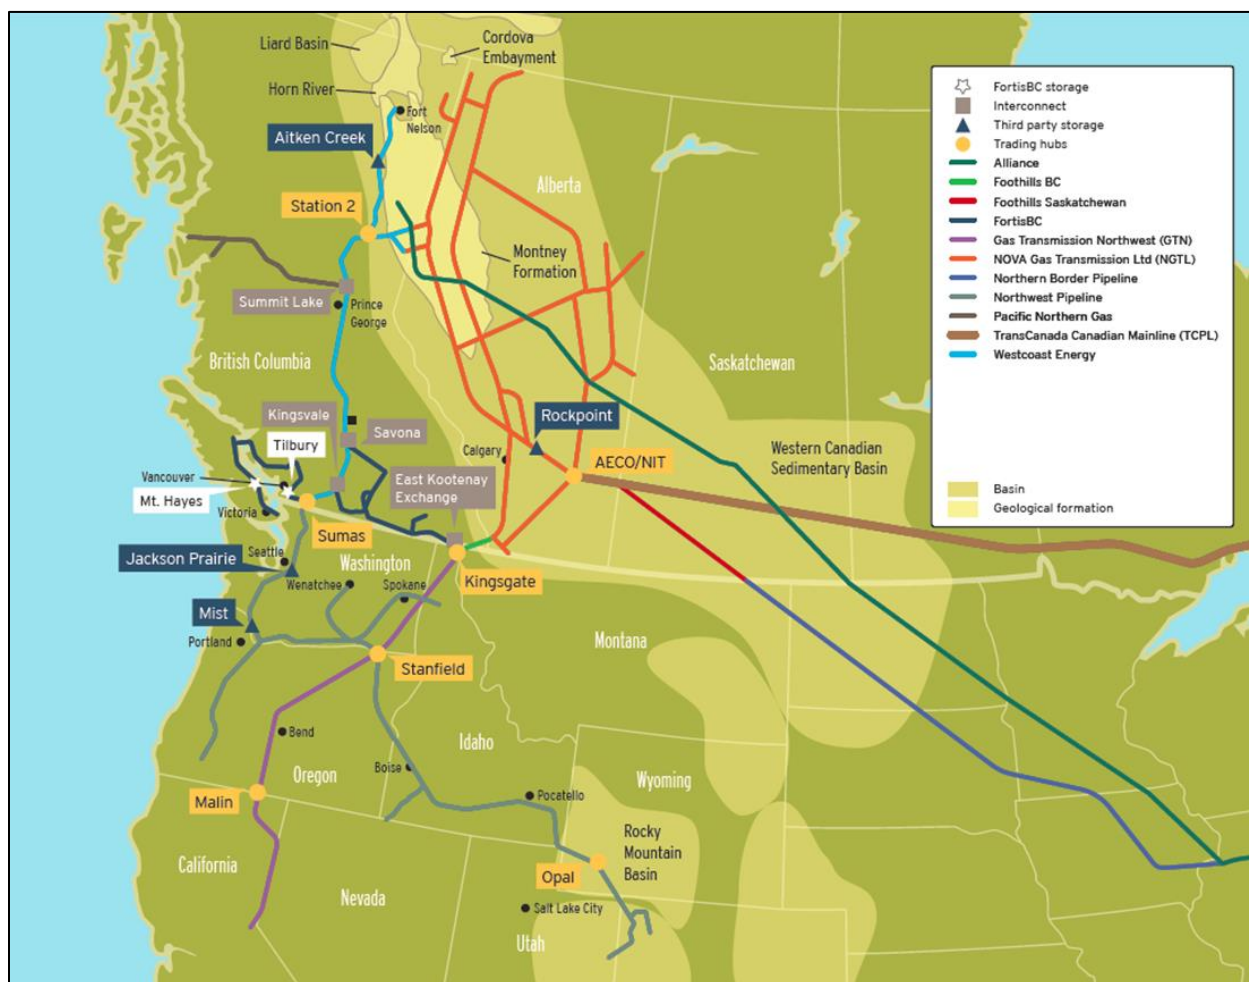 Liard Basin
Cordova
Embayment
Horn River
Fort
Nelson
Aitken Creek
Alberta
Station 2
Montney
Formation
Summit Lake
Prince
George
British Columbia
Saskatchewan
Kingsvale
Rockpoint
Savona
Tilbury
Calgary
Western Canadian
Sedimentary Basin
AECO/NIT
Vancouver
East Kootenay
Exchange
Mt. Hayes
Victoria
Sumas
Seattle
Jackson Prairie
Washington
Kingsgate
Wenatchee
Spokane
Mist
Portland
Montana
Stanfield
Bend
Idaho
Boise
Oregon
Wyoming
Malin
Pocatello
Rocky
Mountain
Basin
California
Opal
Nevada
Salt Lake City
Utah
FortisBC storage
Interconnect
Third party storage
Trading hubs
Alliance
Foothills BC
Foothills Saskatchewan
FortisBC
Gas Transmission Northwest (GTN)
NOVA Gas Transmission Ltd (NGTL)
Northern Border Pipeline
Northwest Pipeline
Pacific Northern Gas
TransCanada Canadian Mainline (TCPL)
Westcoast Energy
Basin
Geological formation